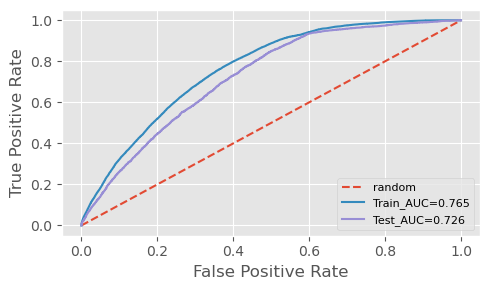 1.0
0.8
0.6
0.4
0.2
0.0
True Positive Rate
0.0 0.2 0.4 0.6 0.8 1.0
False Positive Rate
random
Train_AUC=0.765
Test_AUC=0.726